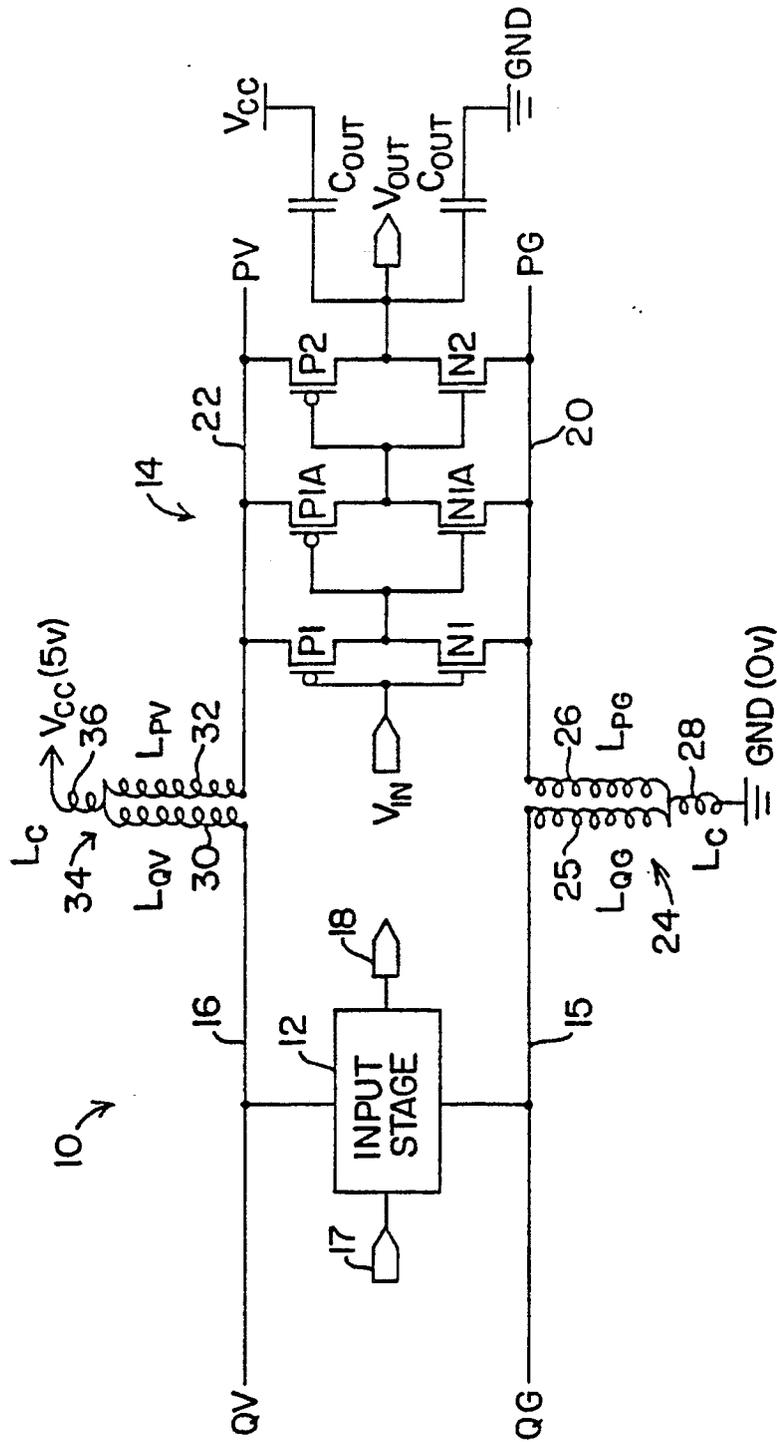 10
QV
16
QG
15
17
12
INPUT
STAGE
18
LC
36
VCC(5v)
34
LQV
30
LPV
32
VIN
25
LQG
24
26
LPG
28
LC
GND(0v)
14
22
PV
P1
P1A
P2
N1
N1A
N2
20
PG
VCC
COUT
VOUT
COUT
GND